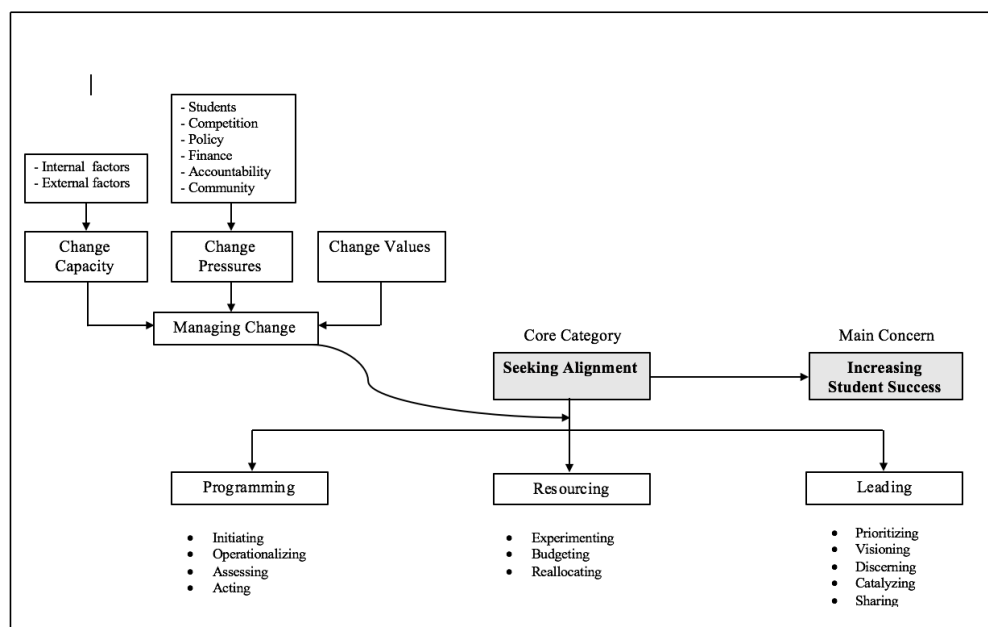 - Students
- Competition
- Policy
- Finance
- Accountability
- Community
- Internal factors
- External factors
Change
Capacity
Change
Pressures
Change Values
Managing Change
Core Category
Seeking Alignment
Main Concern
Increasing
Student Success
Programming
• Initiating
• Operationalizing
• Assessing
• Acting
Resourcing
• Experimenting
• Budgeting
• Reallocating
Leading
• Prioritizing
• Visioning
• Discerning
• Catalyzing
• Sharing